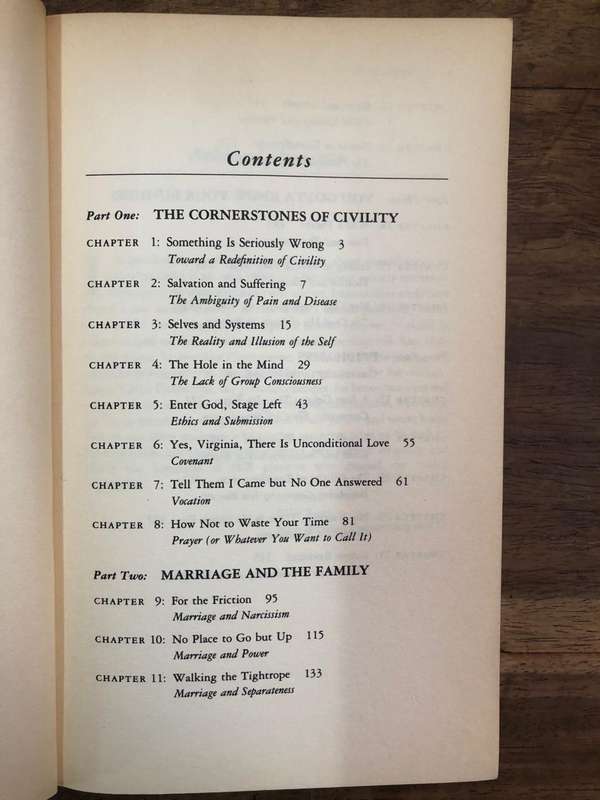 Contents
Part One: THE CORNERSTONES OF CIVILITY
CHAPTER 1: Something Is Seriously Wrong 3
Toward a Redefinition of Civility
CHAPTER 2: Salvation and Suffering 7
The Ambiguity of Pain and Disease
CHAPTER 3: Selves and Systems 15
The Reality and Illusion of the Self
CHAPTER 4: The Hole in the Mind 29
The Lack of Group Consciousness
CHAPTER 5: Enter God, Stage Left 43
Ethics and Submission
CHAPTER 6: Yes, Virginia, There Is Unconditional Love 55
Covenant
CHAPTER 7: Tell Them I Came but No One Answered 61
Vocation
CHAPTER 8: How Not to Waste Your Time 81
Prayer (or Whatever You Want to Call It)
Part Two: MARRIAGE AND THE FAMILY
CHAPTER 9: For the Friction 95
Marriage and Narcissism
CHAPTER 10: No Place to Go but Up 115
Marriage and Power
CHAPTER 11: Walking the Tightrope 133
Marriage and Separateness